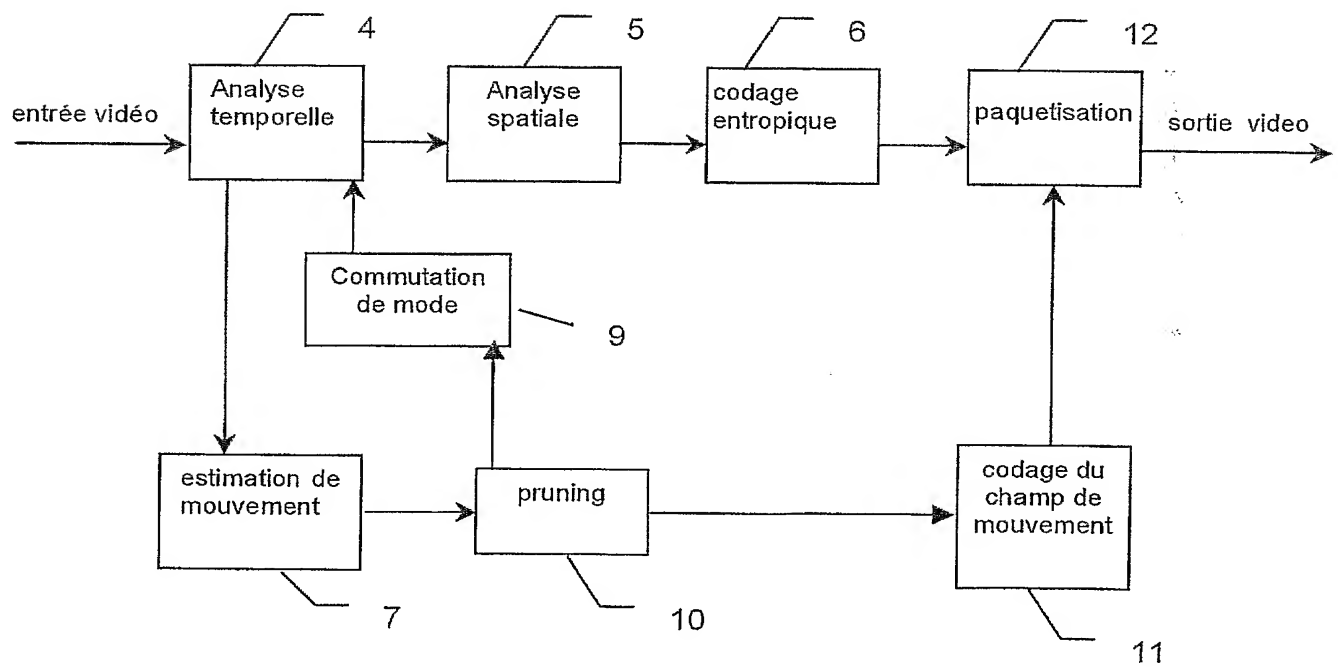 4
5
6
12
entrée vidéo
Analyse
temporelle
Analyse
spatiale
codage
entropique
paquetisation
sortie video
Commutation
de mode
9
estimation de
mouvement
pruning
codage du
champ de
mouvement
7
10
11